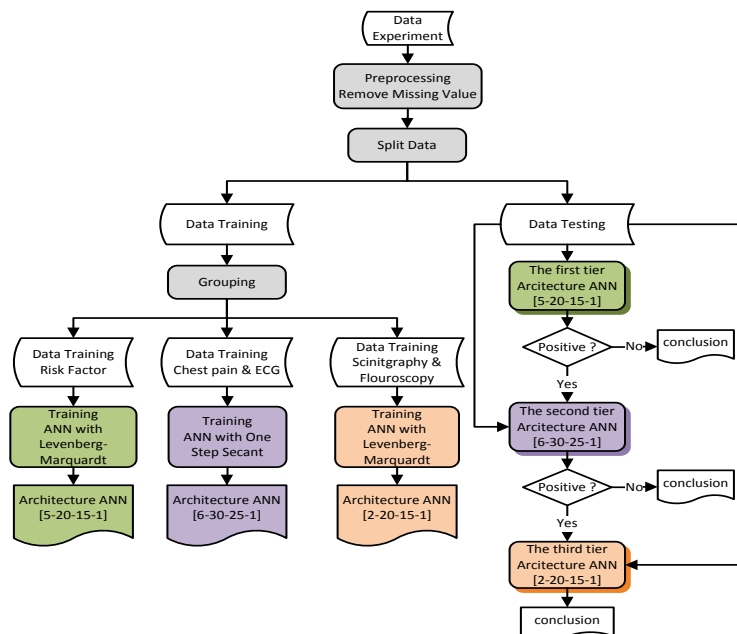 Data
Experiment
Preprocessing
Remove Missing Value
Split Data
Data Training
Data Testing
Grouping
The first tier
Arcitecture ANN
[5-20-15-1]
Positive ?
No
conclusion
Yes
Data Training
Risk Factor
Data Training
Chest pain & ECG
Data Training
Scinitgraphy &
Flouroscopy
Training
ANN with
Levenberg-
Marquardt
Training
ANN with One
Step Secant
Training
ANN with
Levenberg-
Marquardt
The second tier
Arcitecture ANN
[6-30-25-1]
Positive ?
No
conclusion
Yes
Architecture ANN
[5-20-15-1]
Architecture ANN
[6-30-25-1]
Architecture ANN
[2-20-15-1]
The third tier
Arcitecture ANN
[2-20-15-1]
conclusion